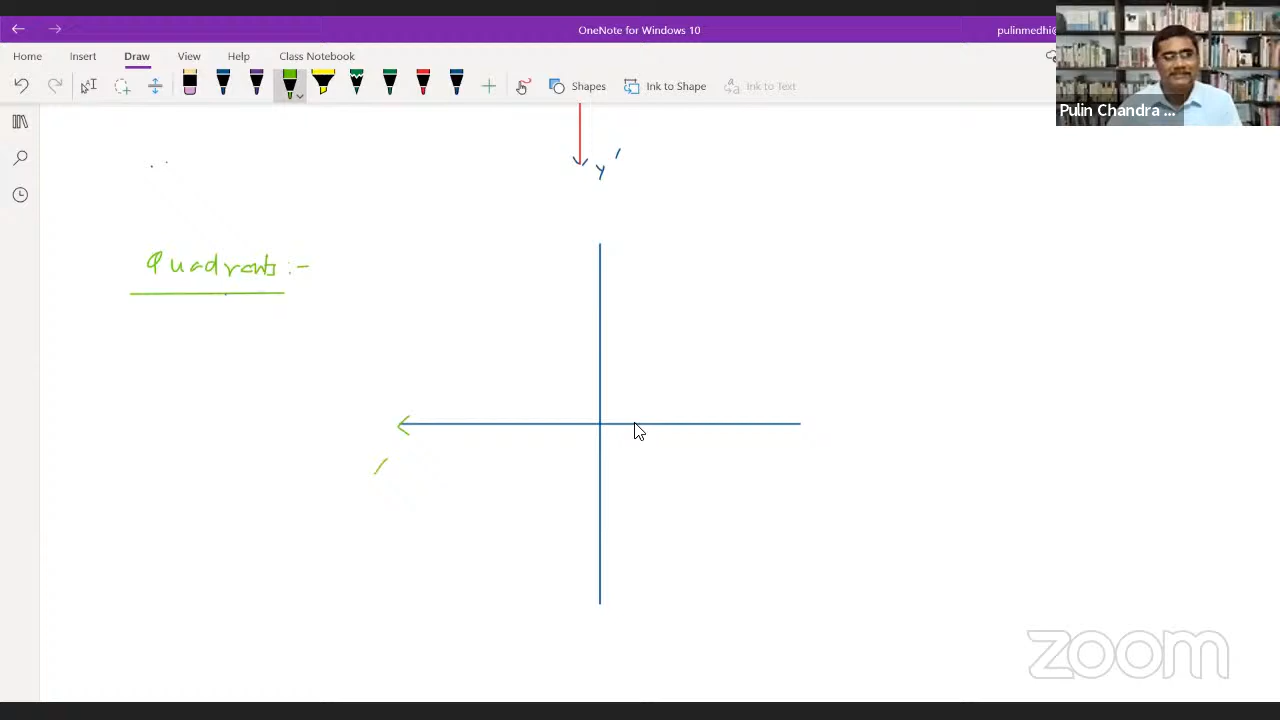 OneNote for Windows 10
pulinmedhi@
Home Insert Draw View Help Class Notebook
Shapes Ink to Shape Ink to Text
Pulin Chandra ...
y'
Quadrants :-
zoom